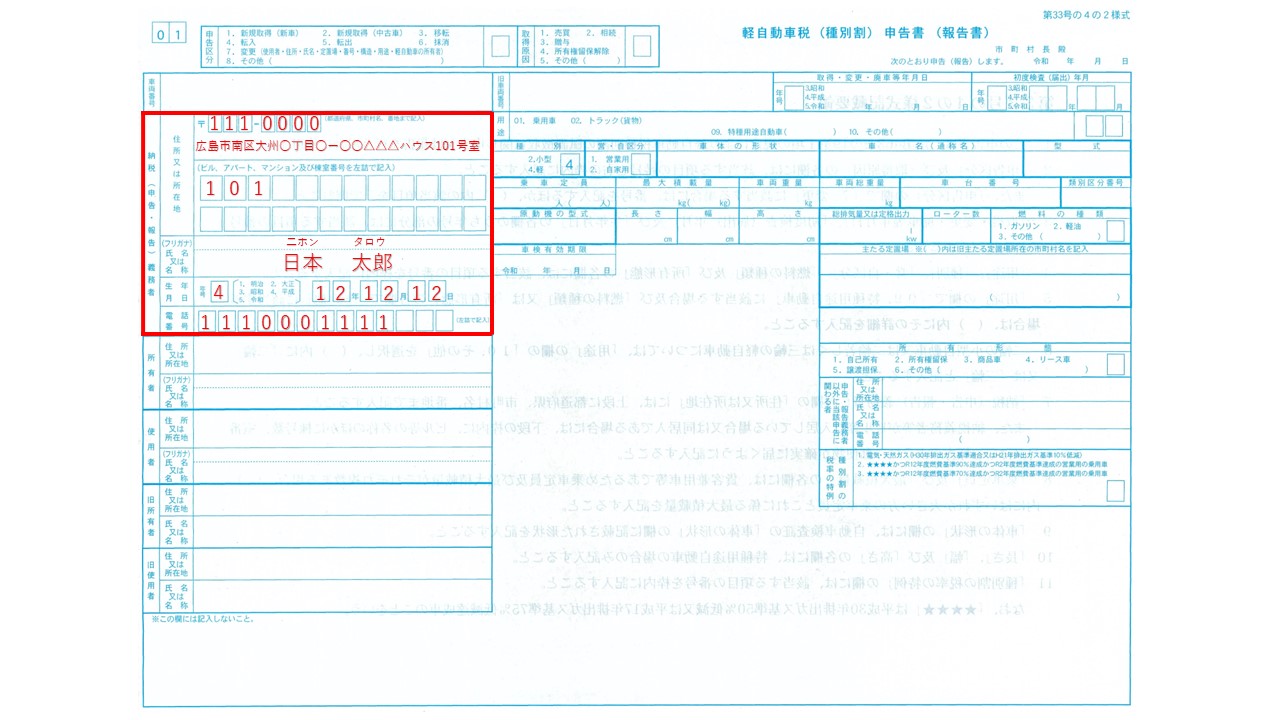 第33号の4の2様式
01
申告区分
1. 新規取得（新車） 2. 新規取得（中古車） 3. 移転
4. 転入 5. 転出 6. 抹消
7. 変更（使用者・住所・氏名・定置場・番号・構造・用途・軽自動車の所有者）
8. その他（ ）
取得原因
1. 売買 2. 相続
3. 贈与
4. 所有権留保解除
5. その他（ ）
軽自動車税（種別割）申告書（報告書）
市 町 村 長 殿
次のとおり申告（報告）します。 令和 年 月 日
車両番号
旧車両番号
取得・変更・廃車等年月日
年号 3.昭和 4.平成 5.令和 年 月 日
初度検査（届出）年月
年号 3.昭和 4.平成 5.令和 年 月
納税（申告・報告）義務者
住所又は所在地
〒111-0000
広島市南区大州〇丁目〇ー〇〇△△△ハウス101号室
（ビル、アパート、マンション及び棟室番号を左詰で記入）
101
（フリガナ）氏名又は名称
ニホン タロウ
日本 太郎
生年月日
年号 4 1. 明治 2. 大正 3. 昭和 4. 平成 5. 令和 12年12月12日
電話番号
1110001111 （左詰で記入）
用途
01. 乗用車 02. トラック（貨物）
09. 特種用途自動車（ ） 10. その他（ ）
種別
2.小型
4.軽
4
営・自区分
1. 営業用
2. 自家用
車体の形状
車名（通称名）
型式
乗車定員
人（ 人）
最大積載量
kg（ kg）
車両重量
kg
車両総重量
kg
車台番号
類別区分番号
原動機の型式
長さ
cm
幅
cm
高さ
cm
総排気量又は定格出力
l
kw
ローター数
燃料の種類
1. ガソリン 2. 軽油
3. その他（ ）
車検有効期限
令和 年 月 日
主たる定置場 ※（ ）内は旧主たる定置場所在の市町村名を記入
（ ）
所有形態
1. 自己所有 2. 所有権留保 3. 商品車 4. リース車
5. 譲渡担保 6. その他（ ）
申告・報告義務者以外に当該申告に関わる者
住所又は所在地
氏名又は名称
電話番号
（ ）
種別割の税率の特例
1. 電気・天然ガス（H30年排出ガス基準適合又はH21年排出ガス基準10％低減）
2. ★★★★かつR12年度燃費基準90％達成かつR2年度燃費基準達成の営業用の乗用車
3. ★★★★かつR12年度燃費基準70％達成かつR2年度燃費基準達成の営業用の乗用車
所有者
住所又は所在地
（フリガナ）氏名又は名称
使用者
住所又は所在地
（フリガナ）氏名又は名称
旧所有者
住所又は所在地
氏名又は名称
旧使用者
住所又は所在地
氏名又は名称
※この欄には記入しないこと。